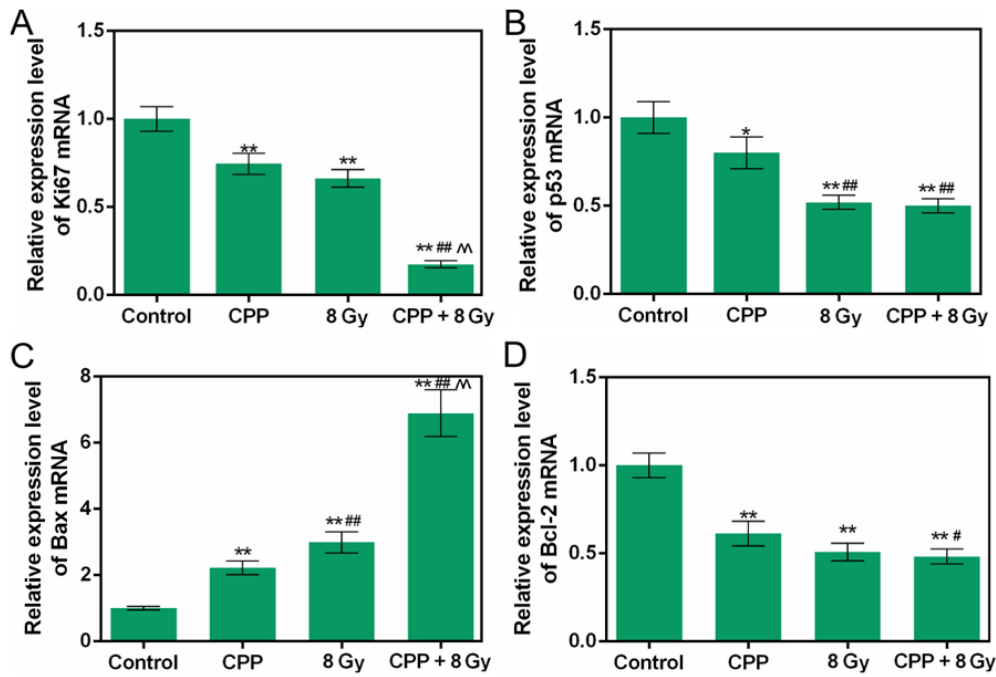 A
Relative expression level
of Ki67 mRNA
1.5
1.0
0.5
0.0
**
**
** ## ^^
Control CPP 8 Gy CPP + 8 Gy
B
Relative expression level
of p53 mRNA
1.5
1.0
0.5
0.0
*
** ##
** ##
Control CPP 8 Gy CPP + 8 Gy
C
Relative expression level
of Bax mRNA
8
6
4
2
0
**
** ##
** ## ^^
Control CPP 8 Gy CPP + 8 Gy
D
Relative expression level
of Bcl-2 mRNA
1.5
1.0
0.5
0.0
**
**
** #
Control CPP 8 Gy CPP + 8 Gy